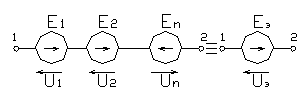 E1 E2 En Eэ
1 2 1 2
U1 U2 Un Uэ